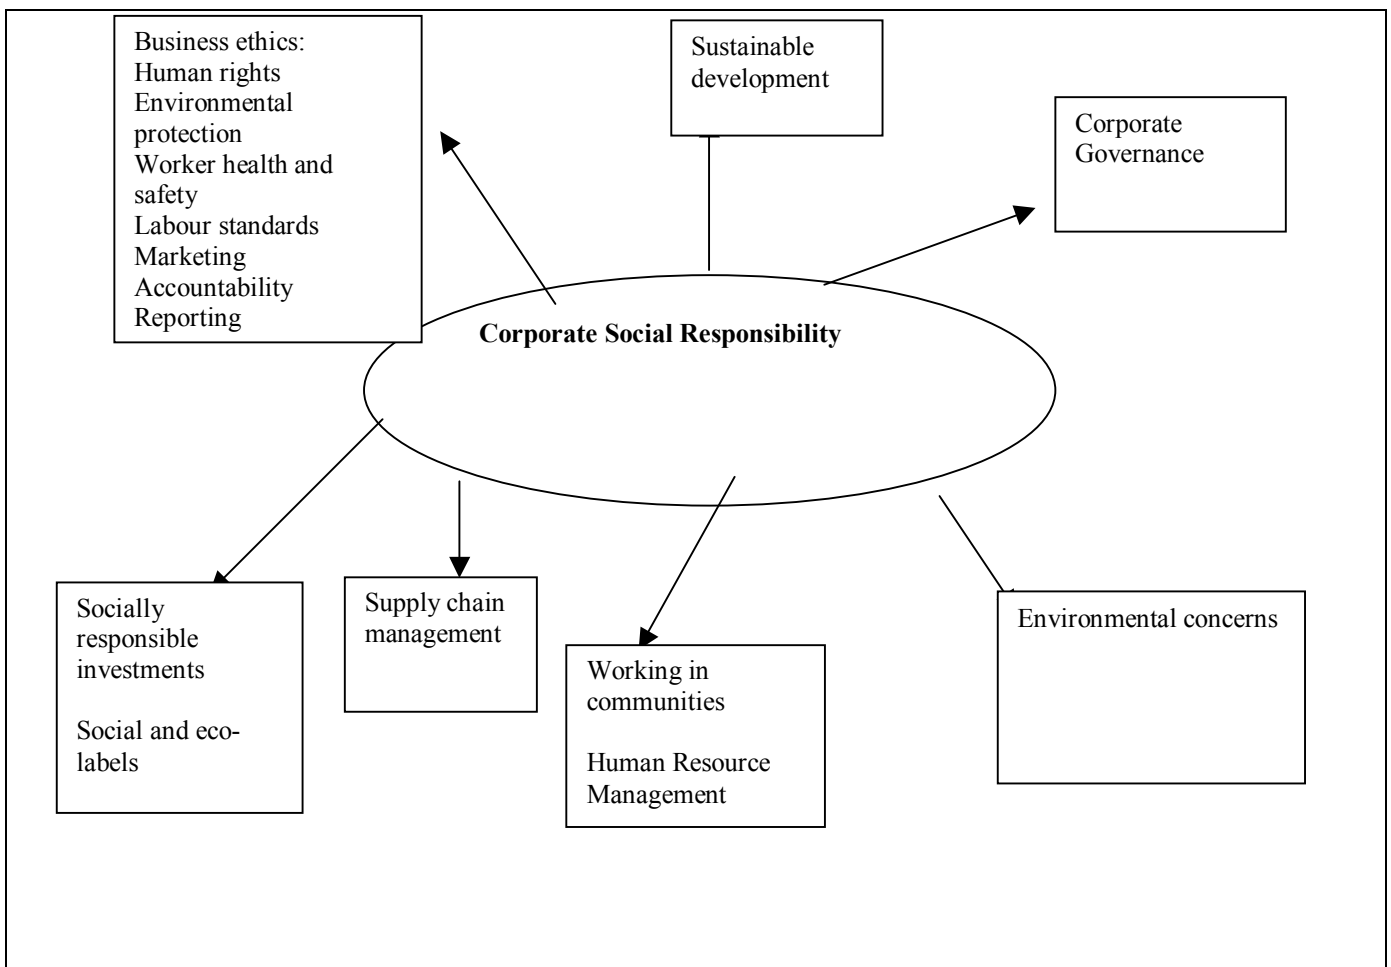 Business ethics:
Human rights
Environmental
protection
Worker health and
safety
Labour standards
Marketing
Accountability
Reporting
Sustainable
development
Corporate
Governance
Corporate Social Responsibility
Socially
responsible
investments
Social and eco-
labels
Supply chain
management
Working in
communities
Human Resource
Management
Environmental concerns